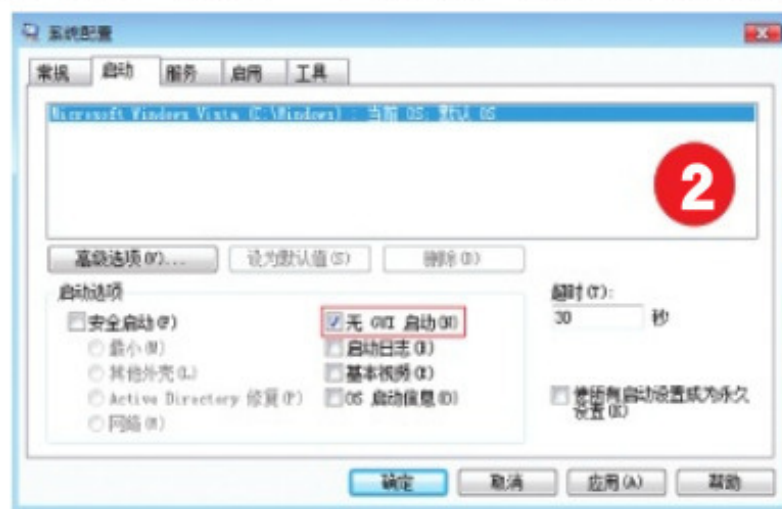 系统配置
常规 启动 服务 启用 工具
Microsoft Windows Vista (C:\Windows) : 当前 OS; 默认 OS
2
高级选项(V)... 设为默认值(S) 删除(D)
启动选项
超时(T):
安全启动(F) 无 GUI 启动(N) 30 秒
最小(M) 启动日志(B)
其他外壳(L) 基本视频(E)
Active Directory 修复(P) OS 启动信息(O) 使所有启动设置成为永久
设置(K)
网络(W)
确定 取消 应用(A) 帮助